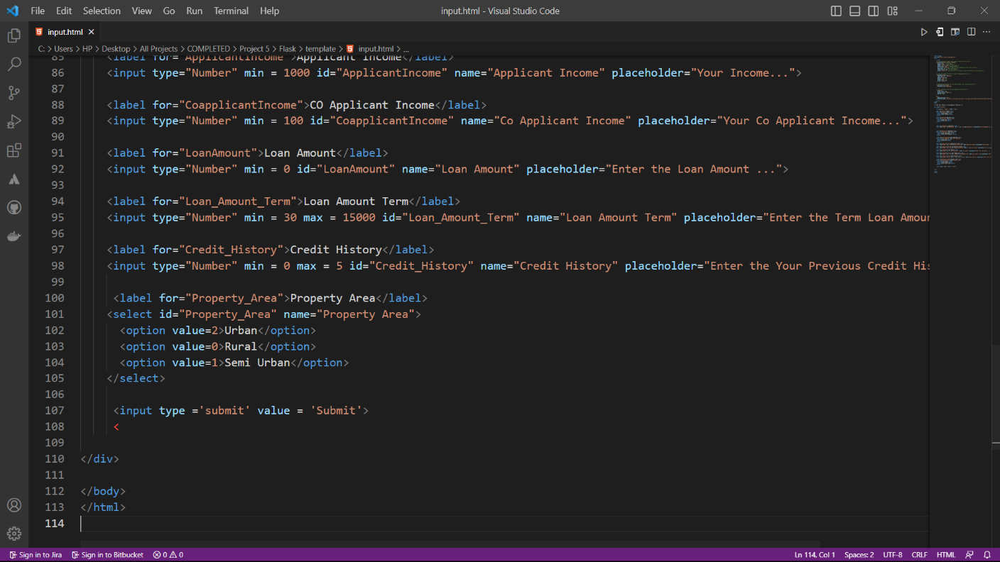 File Edit Selection View Go Run Terminal Help input.html - Visual Studio Code
input.html
C: > Users > HP > Desktop > All Projects > COMPLETED > Project 5 > Flask > template > input.html > ...
85 <label for="ApplicantIncome">Applicant Income</label>
86 <input type="Number" min = 1000 id="ApplicantIncome" name="Applicant Income" placeholder="Your Income...">
87
88 <label for="CoapplicantIncome">CO Applicant Income</label>
89 <input type="Number" min = 100 id="CoapplicantIncome" name="Co Applicant Income" placeholder="Your Co Applicant Income...">
90
91 <label for="LoanAmount">Loan Amount</label>
92 <input type="Number" min = 0 id="LoanAmount" name="Loan Amount" placeholder="Enter the Loan Amount ...">
93
94 <label for="Loan_Amount_Term">Loan Amount Term</label>
95 <input type="Number" min = 30 max = 15000 id="Loan_Amount_Term" name="Loan Amount Term" placeholder="Enter the Term Loan Amour
96
97 <label for="Credit_History">Credit History</label>
98 <input type="Number" min = 0 max = 5 id="Credit_History" name="Credit History" placeholder="Enter the Your Previous Credit His
99
100 <label for="Property_Area">Property Area</label>
101 <select id="Property_Area" name="Property Area">
102 <option value=2>Urban</option>
103 <option value=0>Rural</option>
104 <option value=1>Semi Urban</option>
105 </select>
106
107 <input type ='submit' value = 'Submit'>
108 <
109
110 </div>
111
112 </body>
113 </html>
114
Sign in to Jira Sign in to Bitbucket 0 0 Ln 114, Col 1 Spaces: 2 UTF-8 CRLF HTML